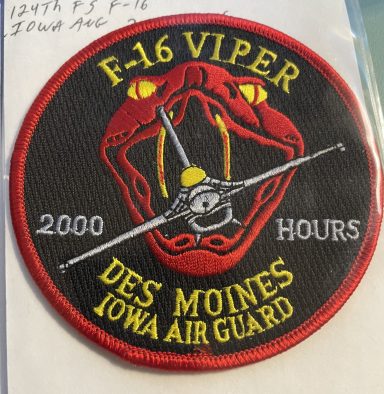 124TH FS F-16
IOWA ANG
F-16 VIPER
2000 HOURS
DES MOINES
IOWA AIR GUARD